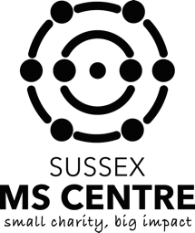 SUSSEX
MS CENTRE
small charity, big impact